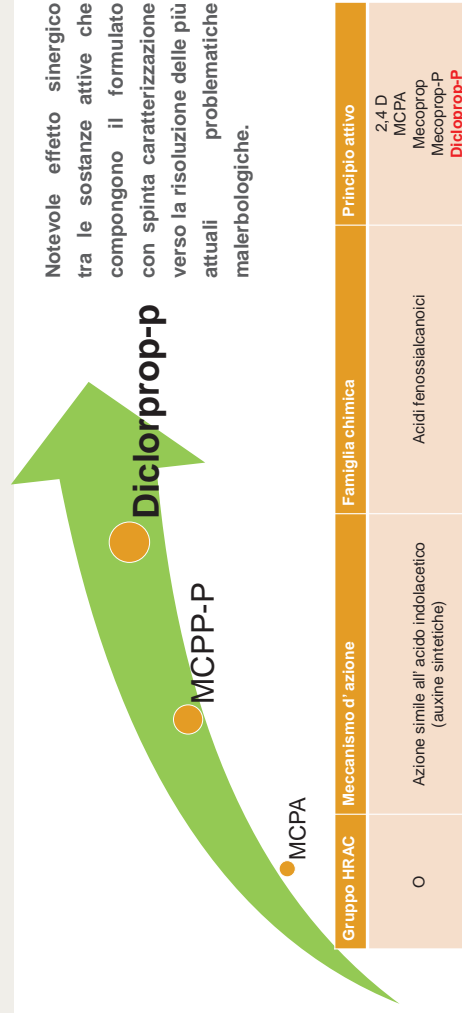 Notevole effetto sinergico
tra le sostanze attive che
compongono il formulato
con spinta caratterizzazione
verso la risoluzione delle più
attuali problematiche
malerbologiche.
Diclorprop-p
MCPP-P
MCPA
Gruppo HRAC Meccanismo d' azione Famiglia chimica Principio attivo
O
Azione simile all' acido indolacetico
(auxine sintetiche)
Acidi fenossialcanoici
2,4 D
MCPA
Mecoprop
Mecoprop-P
Dicloprop-P